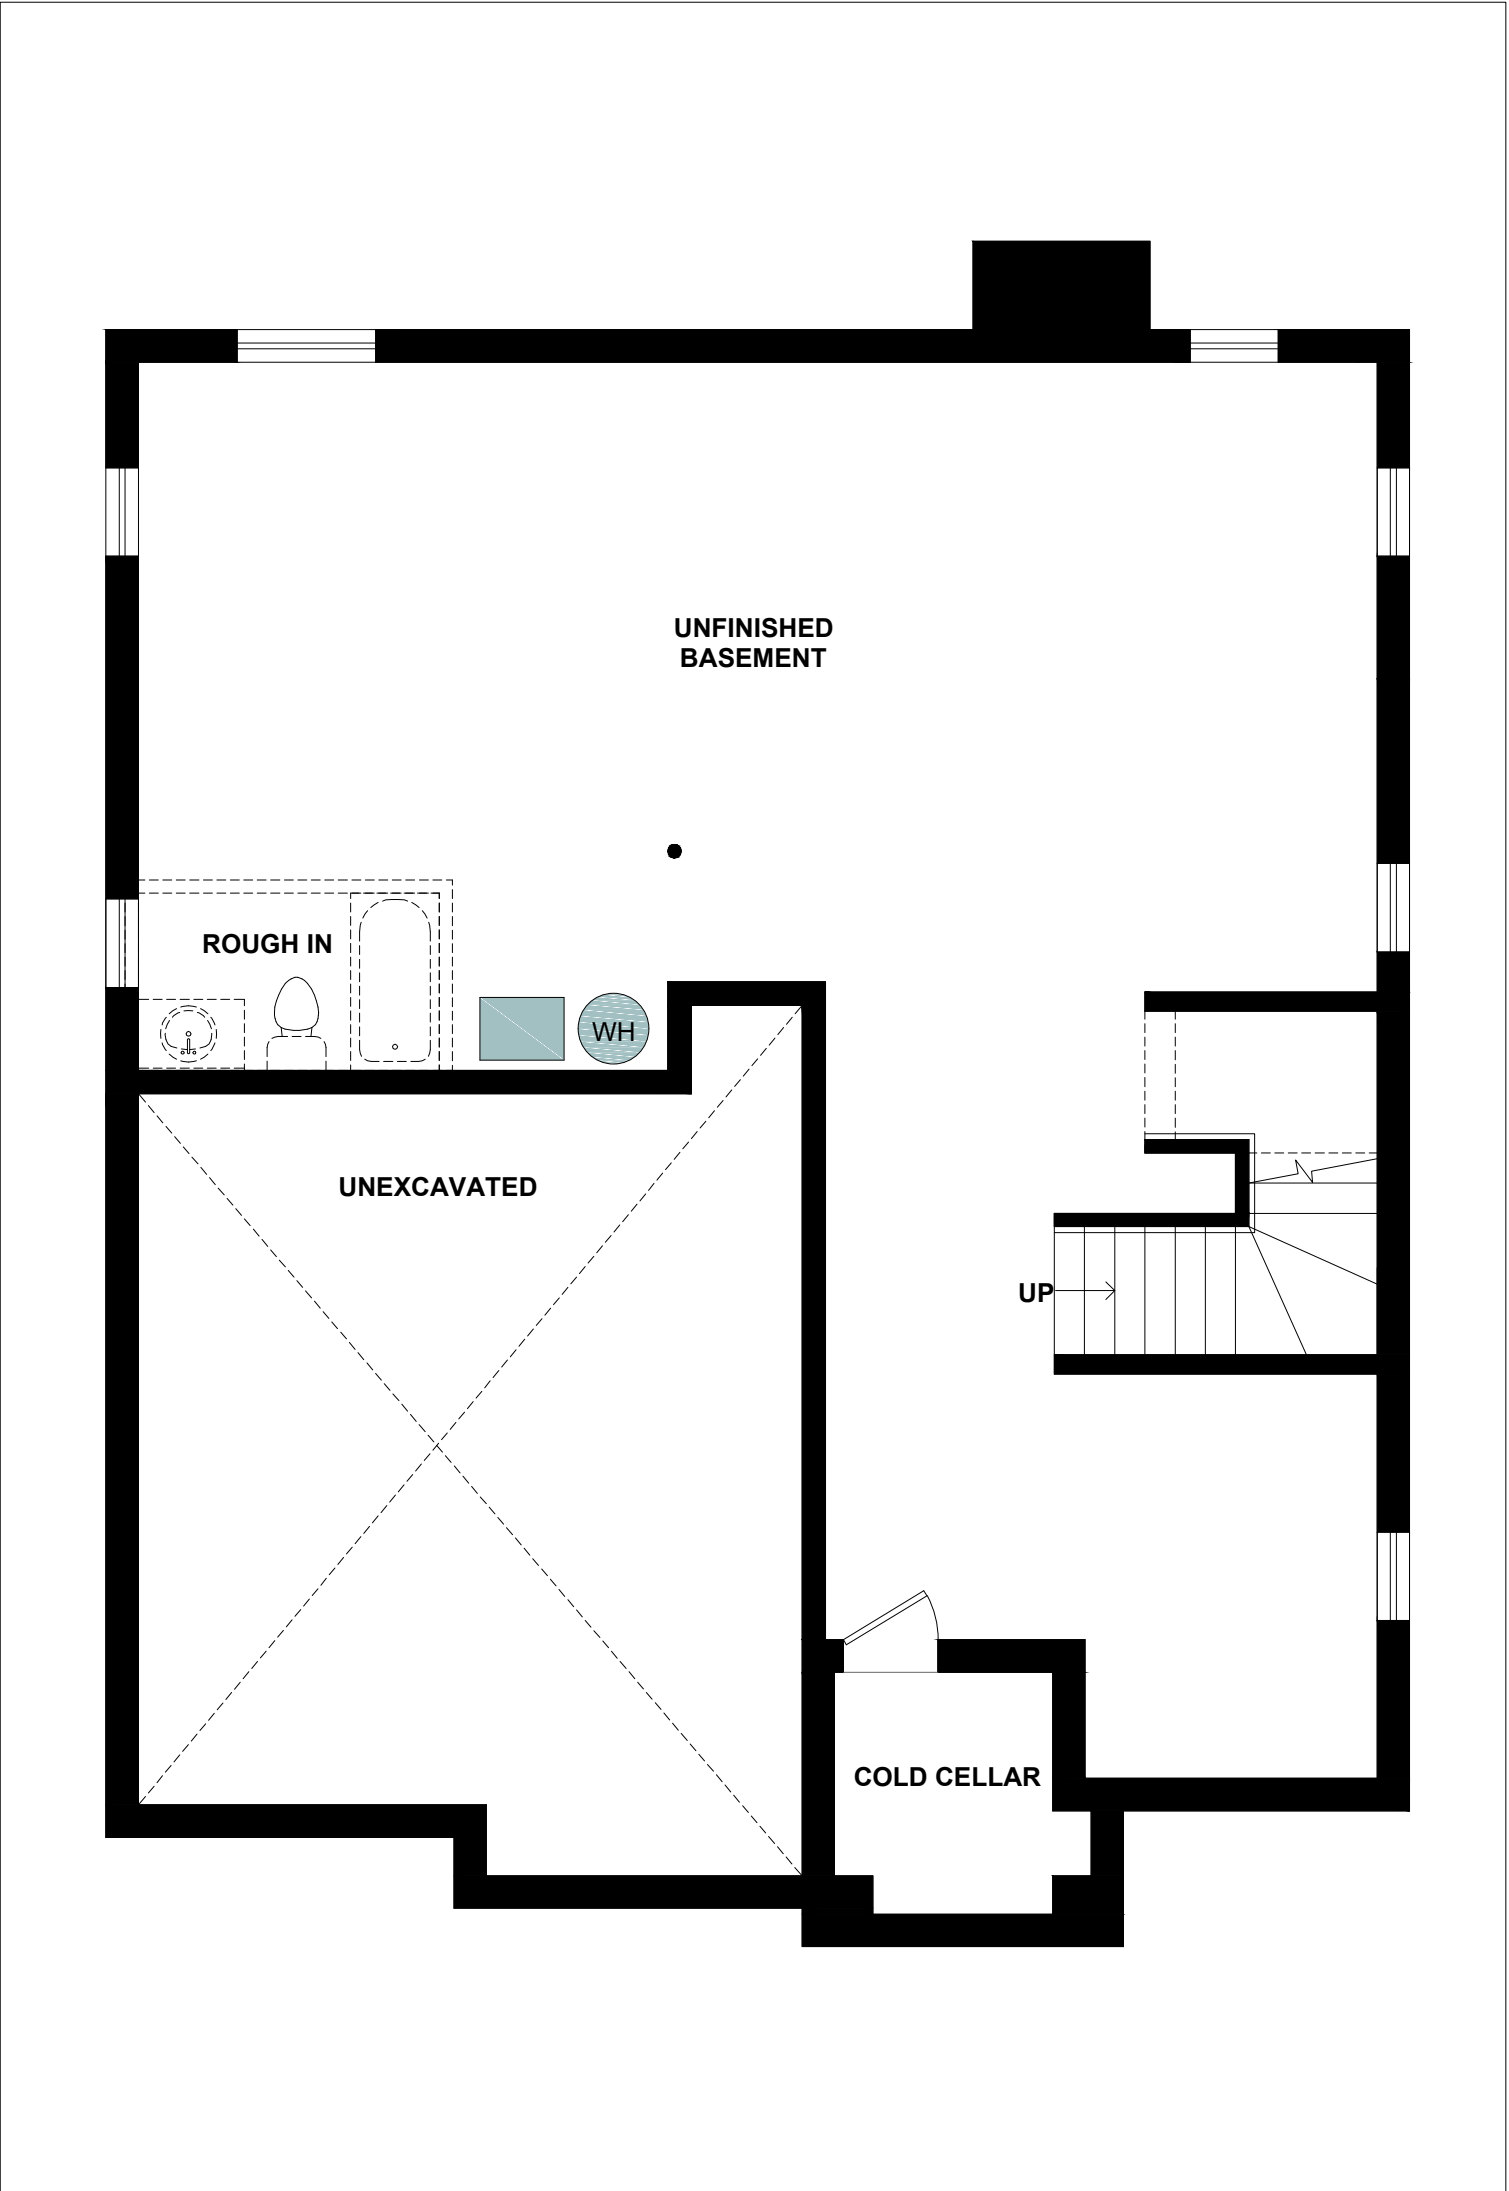 UNFINISHED
BASEMENT
ROUGH IN
WH
UNEXCAVATED
UP
COLD CELLAR